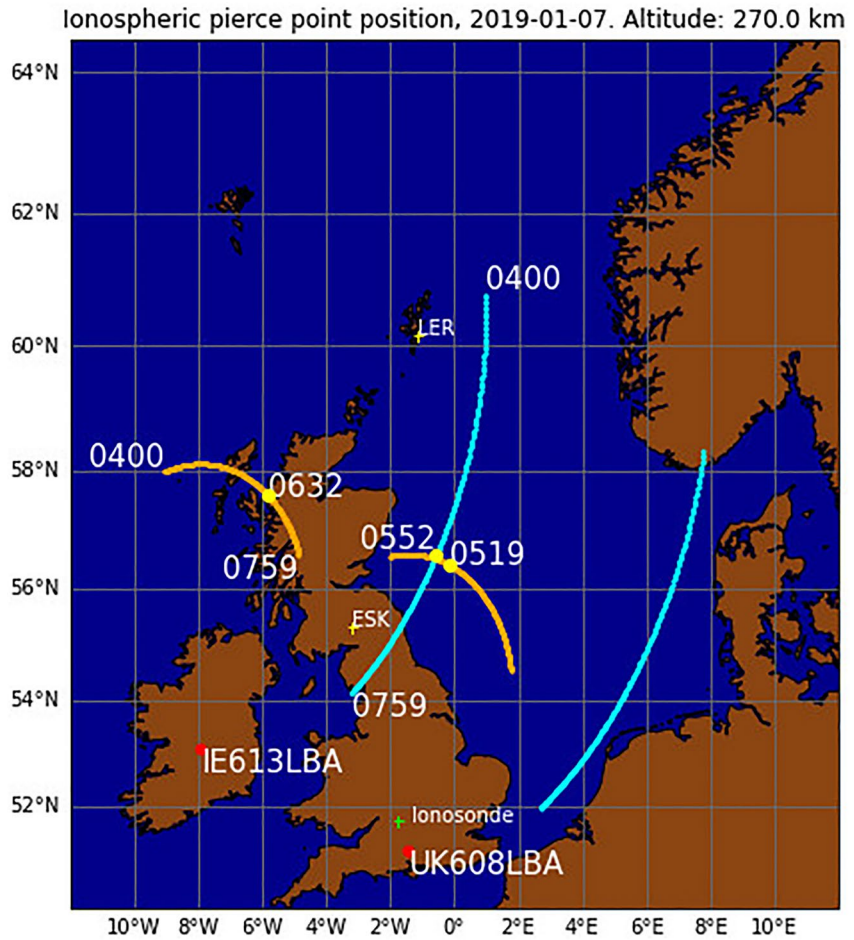 Ionospheric pierce point position, 2019-01-07. Altitude: 270.0 km
64°N
62°N
0400
LER
60°N
0400
58°N
0632
0552
0519
0759
56°N
ESK
54°N
0759
IE613LBA
52°N
Ionosonde
UK608LBA
10°W 8°W 6°W 4°W 2°W 0° 2°E 4°E 6°E 8°E 10°E